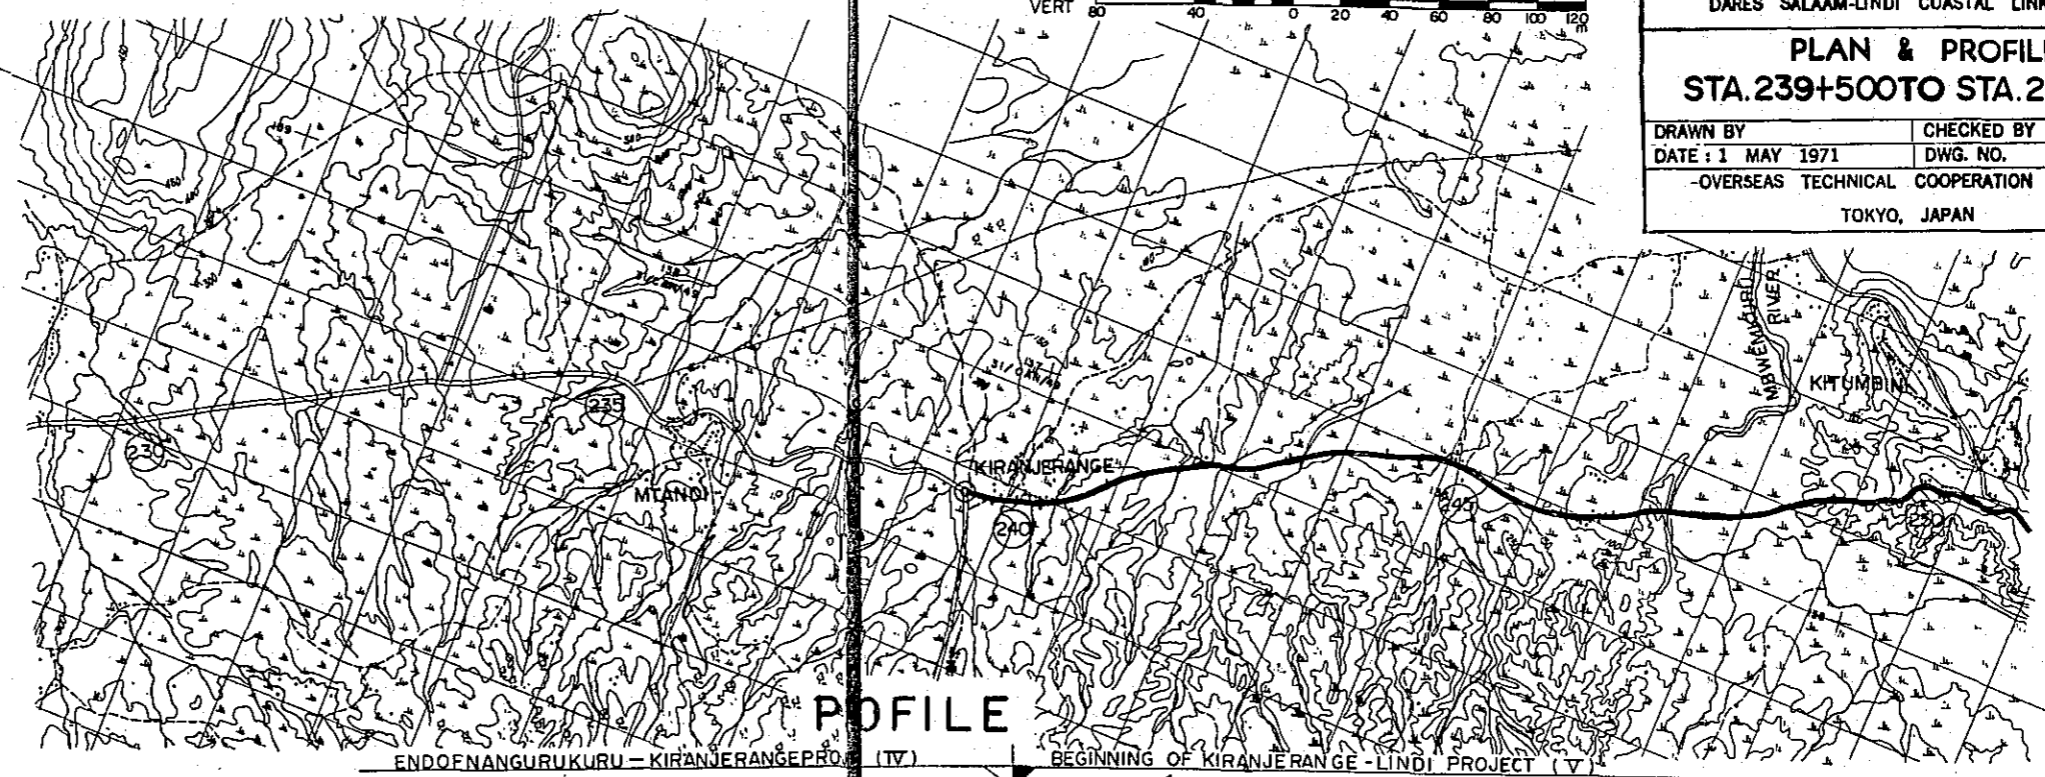 VERT 80 40 0 20 40 60 80 100 120
m
DARES SALAAM-LINDI COASTAL LINK
PLAN & PROFIL
STA.239+500TO STA.2
DRAWN BY CHECKED BY
DATE : 1 MAY 1971 DWG. NO.
-OVERSEAS TECHNICAL COOPERATION
TOKYO, JAPAN
MBWEMKURU
RIVER
KITUMBINI
235
230
MTANDI
KIRANJERANGE
240
245
250
POFILE
ENDOFNANGURUKURU-KIRANJERANGEPRO (IV)
BEGINNING OF KIRANJERANGE-LINDI PROJECT (V)